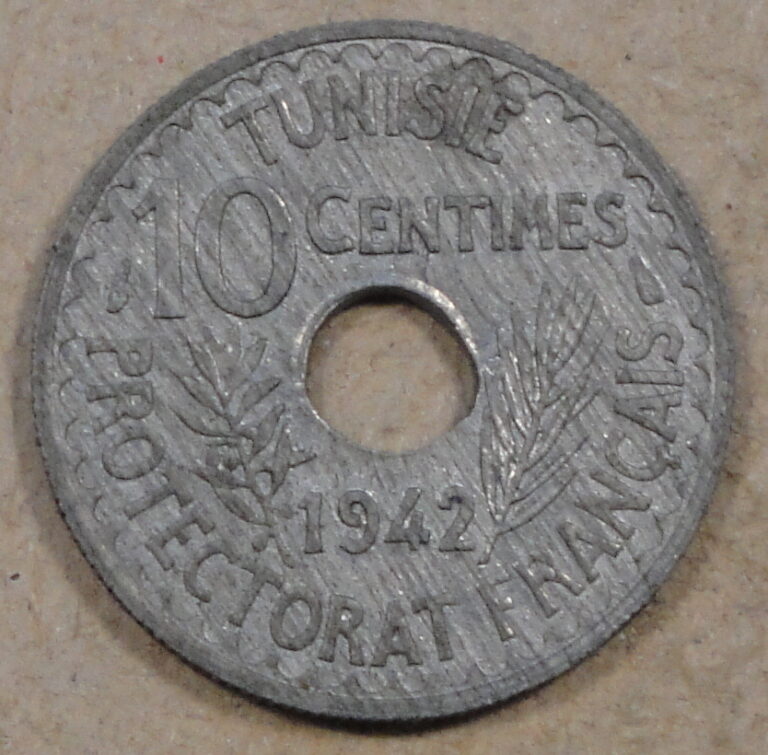 TUNISIE
10 CENTIMES
1942
PROTECTORAT FRANÇAIS